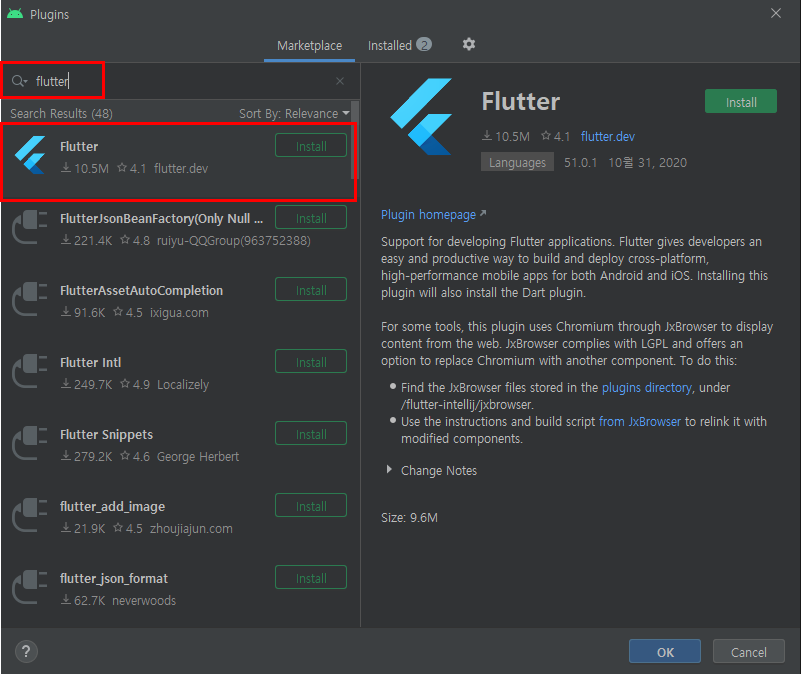 Plugins
Marketplace
Installed 2
flutter
Search Results (48)
Sort By: Relevance
Flutter
Install
10.5M 4.1 flutter.dev
FlutterJsonBeanFactory(Only Null ...
Install
221.4K 4.8 ruiyu-QQGroup(963752388)
FlutterAssetAutoCompletion
Install
91.6K 4.5 ixigua.com
Flutter Intl
Install
249.7K 4.9 Localizely
Flutter Snippets
Install
279.2K 4.6 George Herbert
flutter_add_image
Install
21.9K 4.5 zhoujiajun.com
flutter_json_format
Install
62.7K neverwoods
Flutter
Install
10.5M 4.1 flutter.dev
Languages 51.0.1 10월 31, 2020
Plugin homepage
Support for developing Flutter applications. Flutter gives developers an
easy and productive way to build and deploy cross-platform,
high-performance mobile apps for both Android and iOS. Installing this
plugin will also install the Dart plugin.
For some tools, this plugin uses Chromium through JxBrowser to display
content from the web. JxBrowser complies with LGPL and offers an
option to replace Chromium with another component. To do this:
Find the JxBrowser files stored in the plugins directory, under
/flutter-intellij/jxbrowser.
Use the instructions and build script from JxBrowser to relink it with
modified components.
Change Notes
Size: 9.6M
?
OK
Cancel